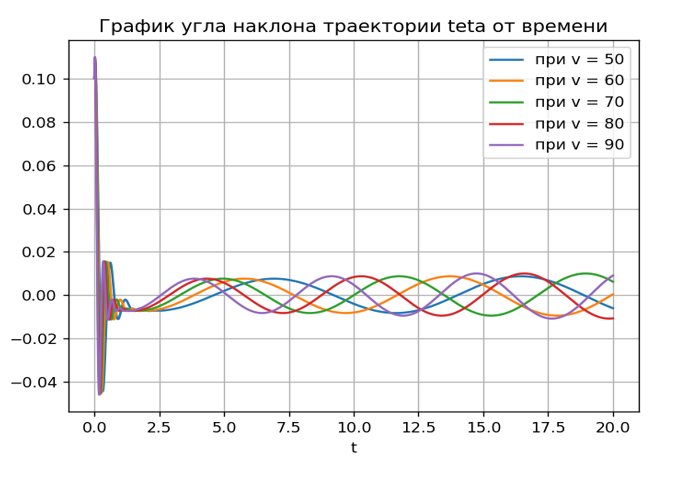 График угла наклона траектории teta от времени
при v = 50
при v = 60
при v = 70
при v = 80
при v = 90
0.10
0.08
0.06
0.04
0.02
0.00
−0.02
−0.04
0.0 2.5 5.0 7.5 10.0 12.5 15.0 17.5 20.0
t